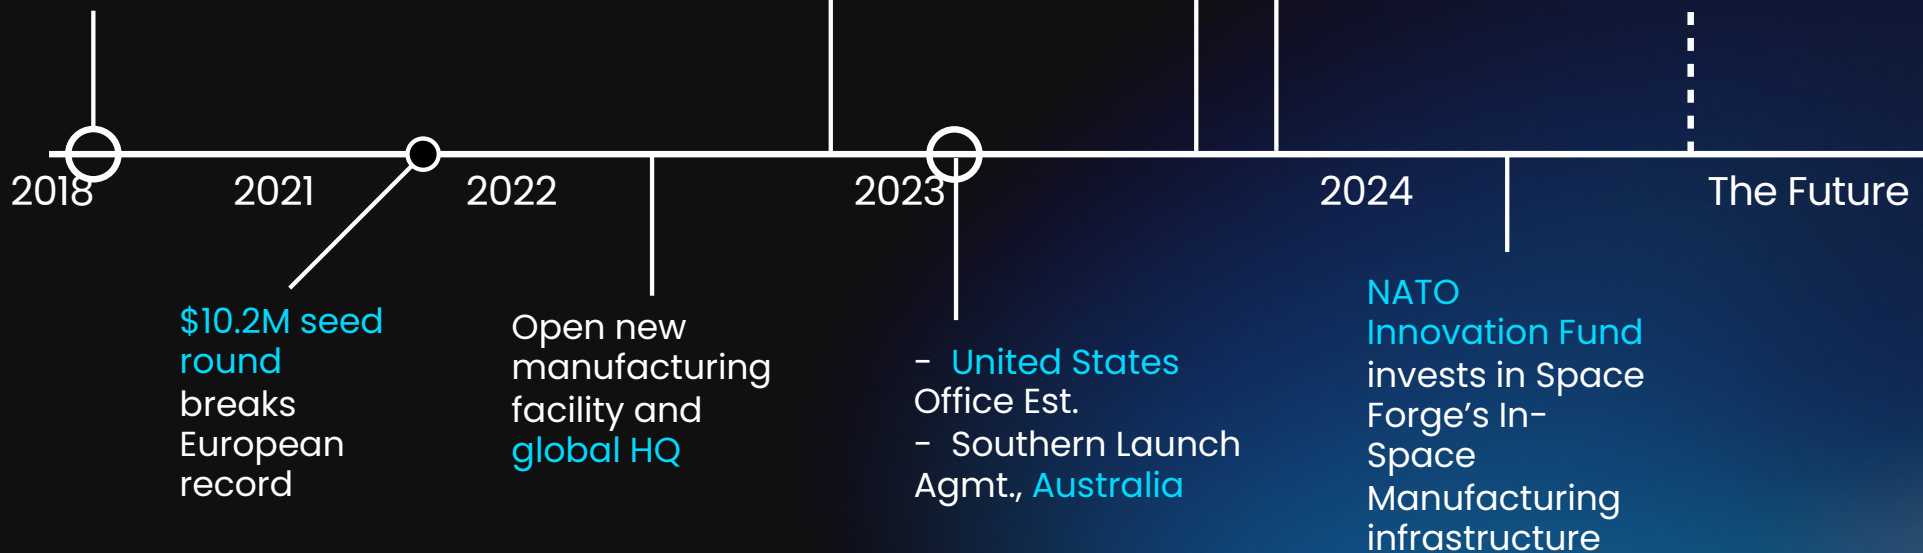 2018
2021
2022
2023
2024
The Future
$10.2M seed
round
breaks
European
record
Open new
manufacturing
facility and
global HQ
- United States
Office Est.
- Southern Launch
Agmt., Australia
NATO
Innovation Fund
invests in Space
Forge’s In-
Space
Manufacturing
infrastructure